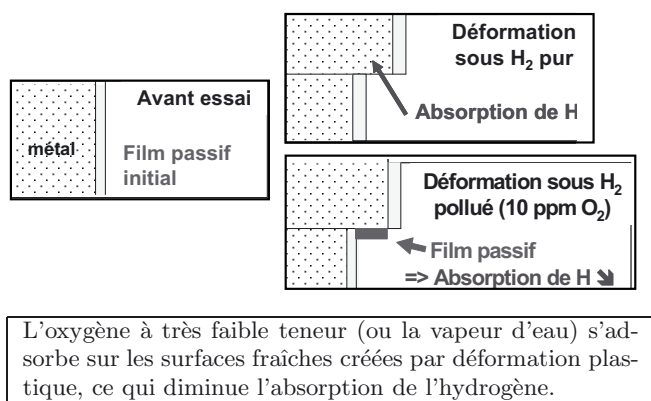 Avant essai
métal
Film passif
initial
Déformation
sous H₂ pur
Absorption de H
Déformation sous H₂
pollué (10 ppm O₂)
Film passif
=> Absorption de H ➘
L'oxygène à très faible teneur (ou la vapeur d'eau) s'ad-
sorbe sur les surfaces fraîches créées par déformation plas-
tique, ce qui diminue l'absorption de l'hydrogène.